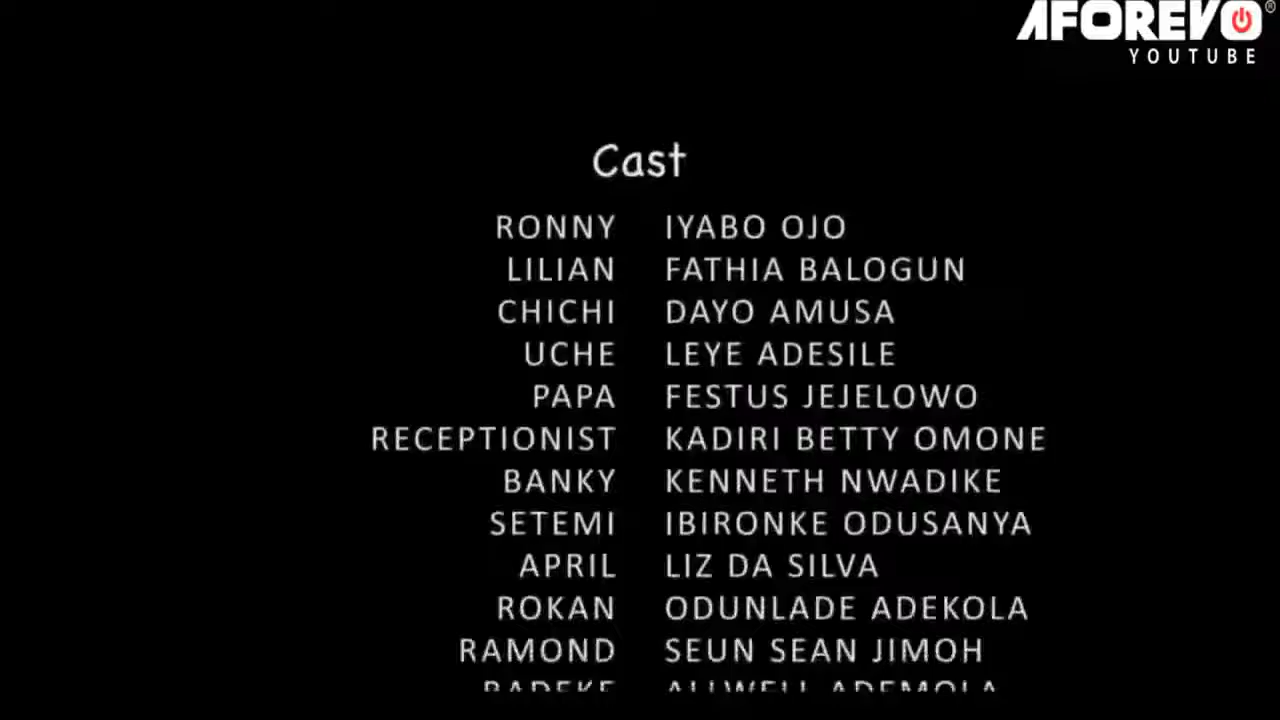 AFOREVO®
YOUTUBE
Cast
RONNY IYABO OJO
LILIAN FATHIA BALOGUN
CHICHI DAYO AMUSA
UCHE LEYE ADESILE
PAPA FESTUS JEJELOWO
RECEPTIONIST KADIRI BETTY OMONE
BANKY KENNETH NWADIKE
SETEMI IBIRONKE ODUSANYA
APRIL LIZ DA SILVA
ROKAN ODUNLADE ADEKOLA
RAMOND SEUN SEAN JIMOH
ADEMOLA